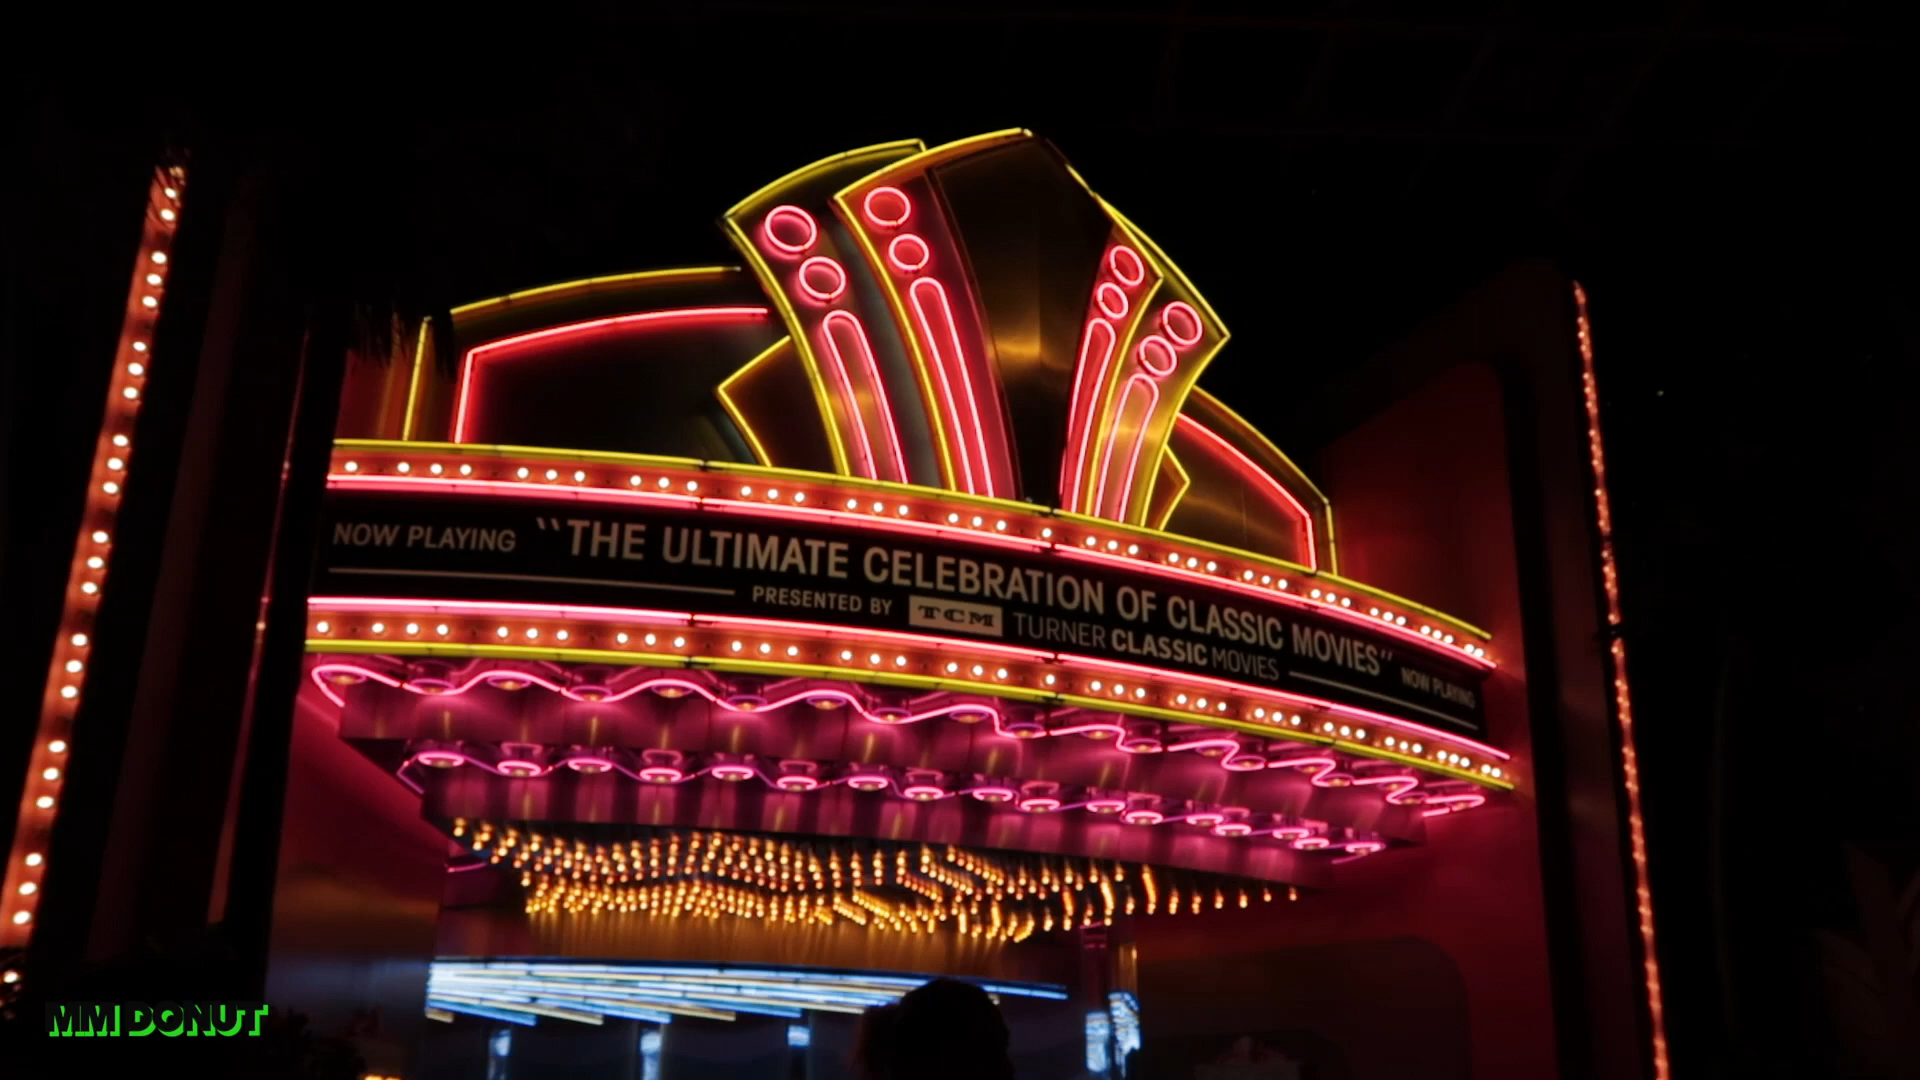 NOW PLAYING “THE ULTIMATE CELEBRATION OF CLASSIC MOVIES” NOW PLAYING
PRESENTED BY TCM TURNER CLASSIC MOVIES
MM DONUT